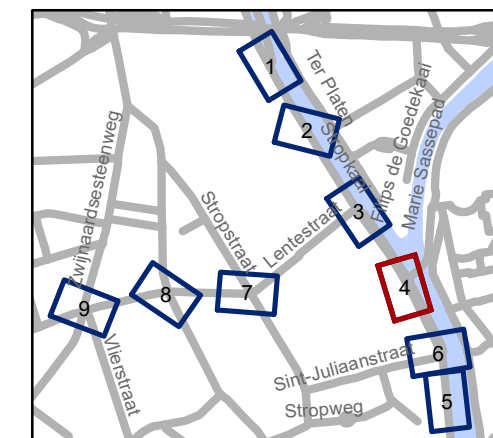 1
Ter Platen
2
Stropkaai
Filips de Goedekaai
Marie Sassepad
Zwijnaardsesteenweg
Stropstraat
Lentestraat
3
4
7
8
9
Vlierstraat
6
Sint-Juliaanstraat
5
Stropweg